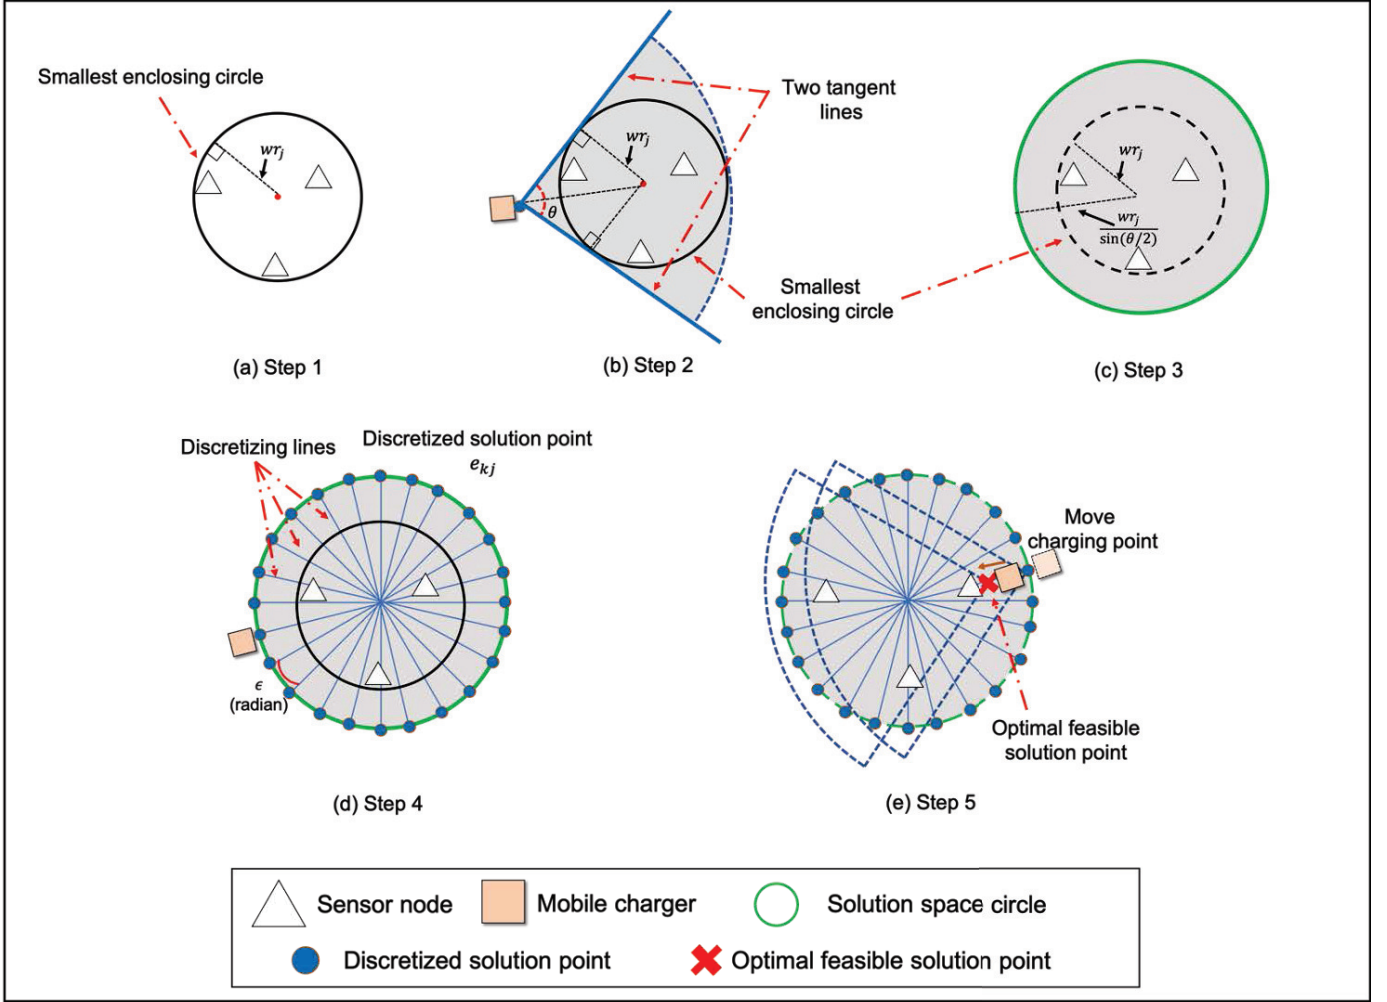 Smallest enclosing circle
wr_j
(a) Step 1
Two tangent
lines
wr_j
θ
Smallest
enclosing circle
(b) Step 2
wr_j
wr_j
sin(θ/2)
(c) Step 3
Discretizing lines
Discretized solution point
e_kj
ϵ
(radian)
(d) Step 4
Move
charging point
Optimal feasible
solution point
(e) Step 5
Sensor node
Mobile charger
Solution space circle
Discretized solution point
Optimal feasible solution point